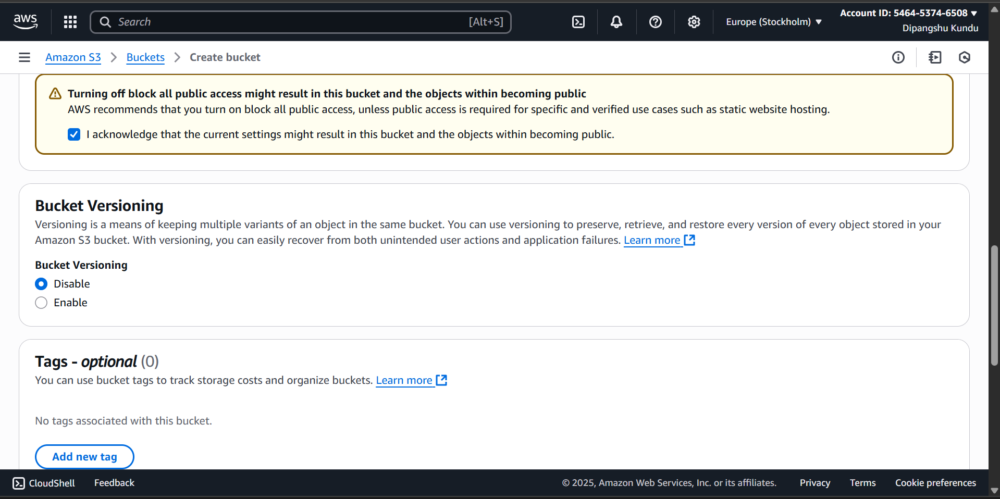 aws
Search
[Alt+S]
Europe (Stockholm)
Account ID: 5464-5374-6508
Dipangshu Kundu
Amazon S3
Buckets
Create bucket
Turning off block all public access might result in this bucket and the objects within becoming public
AWS recommends that you turn on block all public access, unless public access is required for specific and verified use cases such as static website hosting.
I acknowledge that the current settings might result in this bucket and the objects within becoming public.
Bucket Versioning
Versioning is a means of keeping multiple variants of an object in the same bucket. You can use versioning to preserve, retrieve, and restore every version of every object stored in your
Amazon S3 bucket. With versioning, you can easily recover from both unintended user actions and application failures. Learn more
Bucket Versioning
Disable
Enable
Tags - optional (0)
You can use bucket tags to track storage costs and organize buckets. Learn more
No tags associated with this bucket.
Add new tag
CloudShell
Feedback
© 2025, Amazon Web Services, Inc. or its affiliates.
Privacy
Terms
Cookie preferences